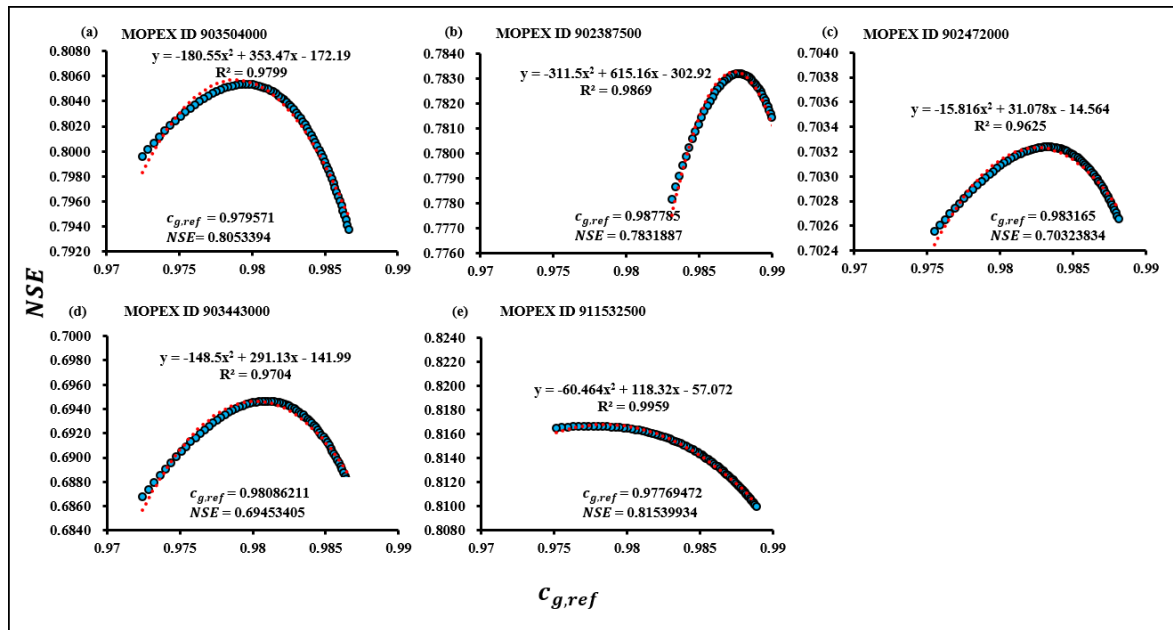 (a) MOPEX ID 903504000
y = -180.55x² + 353.47x - 172.19
R² = 0.9799
0.8080
0.8060
0.8040
0.8020
0.8000
0.7980
0.7960
0.7940
0.7920
c_g,ref = 0.979571
NSE = 0.8053394
0.97 0.975 0.98 0.985 0.99
(b) MOPEX ID 902387500
y = -311.5x² + 615.16x - 302.92
R² = 0.9869
0.7840
0.7830
0.7820
0.7810
0.7800
0.7790
0.7780
0.7770
0.7760
c_g,ref = 0.987785
NSE = 0.7831887
0.97 0.975 0.98 0.985 0.99
(c) MOPEX ID 902472000
y = -15.816x² + 31.078x - 14.564
R² = 0.9625
0.7040
0.7038
0.7036
0.7034
0.7032
0.7030
0.7028
0.7026
0.7024
c_g,ref = 0.983165
NSE = 0.70323834
0.97 0.975 0.98 0.985 0.99
NSE
(d) MOPEX ID 903443000
y = -148.5x² + 291.13x - 141.99
R² = 0.9704
0.7000
0.6980
0.6960
0.6940
0.6920
0.6900
0.6880
0.6860
0.6840
c_g,ref = 0.98086211
NSE = 0.69453405
0.97 0.975 0.98 0.985 0.99
(e) MOPEX ID 911532500
y = -60.464x² + 118.32x - 57.072
R² = 0.9959
0.8240
0.8220
0.8200
0.8180
0.8160
0.8140
0.8120
0.8100
0.8080
c_g,ref = 0.97769472
NSE = 0.81539934
0.97 0.975 0.98 0.985 0.99
c_g,ref